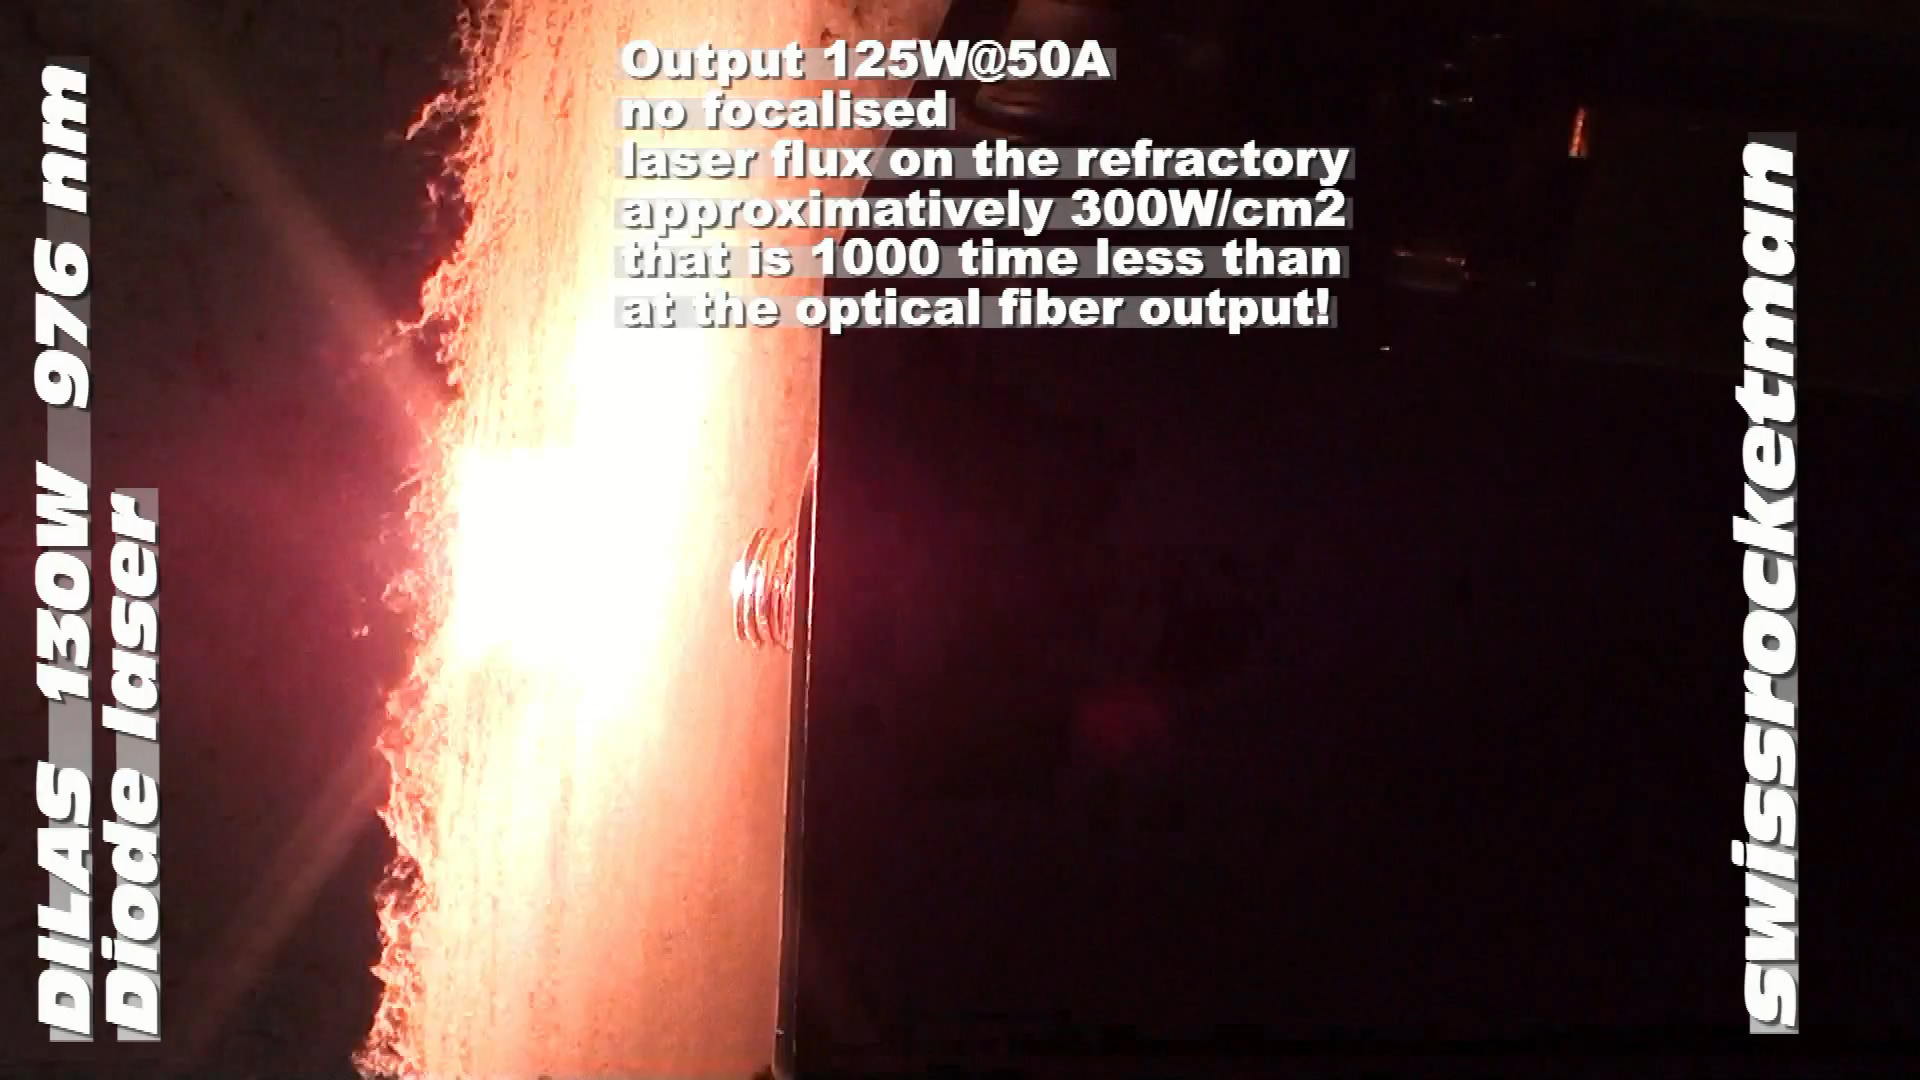 DILAS 130W 976 nm
Diode laser
Output 125W@50A
no focalised
laser flux on the refractory
approximatively 300W/cm2
that is 1000 time less than
at the optical fiber output!
swissrocketman